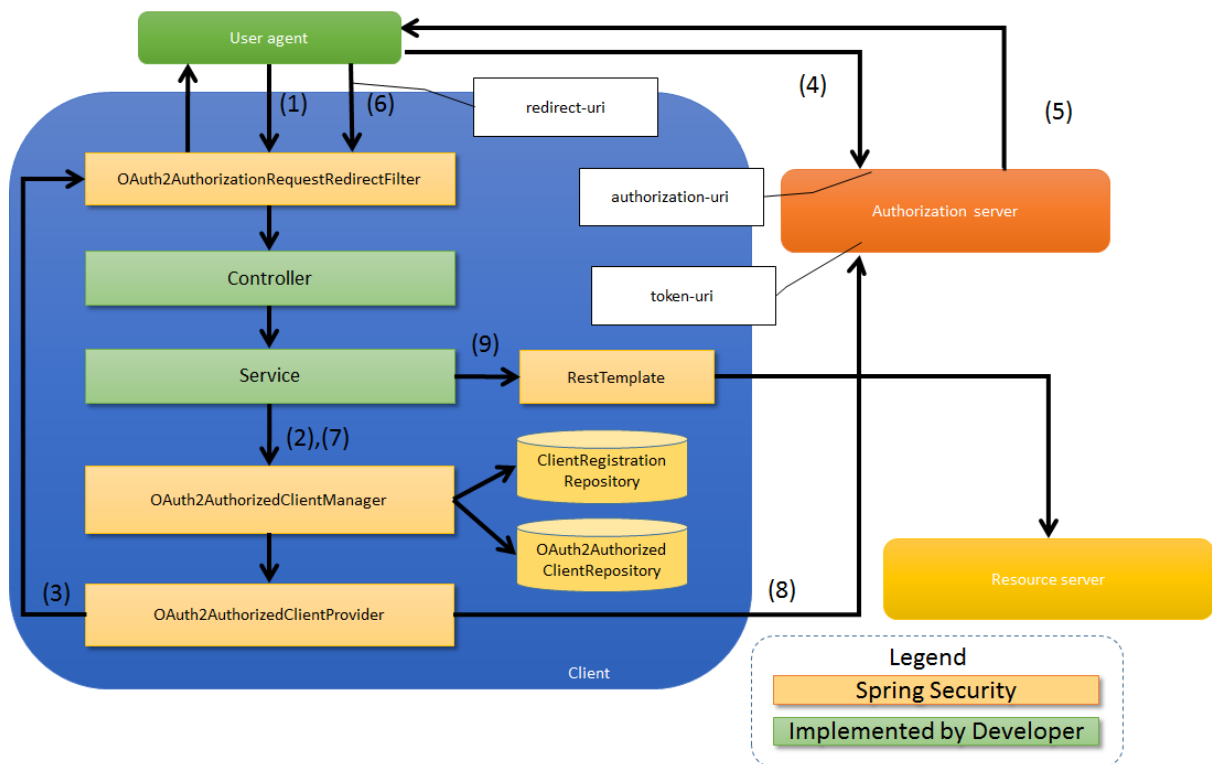 User agent
(1)
(6)
redirect-uri
(4)
(5)
OAuth2AuthorizationRequestRedirectFilter
authorization-uri
Authorization server
Controller
token-uri
(9)
Service
RestTemplate
(2),(7)
ClientRegistration
Repository
OAuth2AuthorizedClientManager
OAuth2Authorized
ClientRepository
Resource server
(3)
OAuth2AuthorizedClientProvider
(8)
Client
Legend
Spring Security
Implemented by Developer